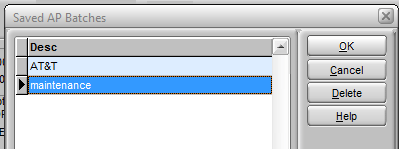 Saved AP Batches
Desc
AT&T
maintenance
OK
Cancel
Delete
Help